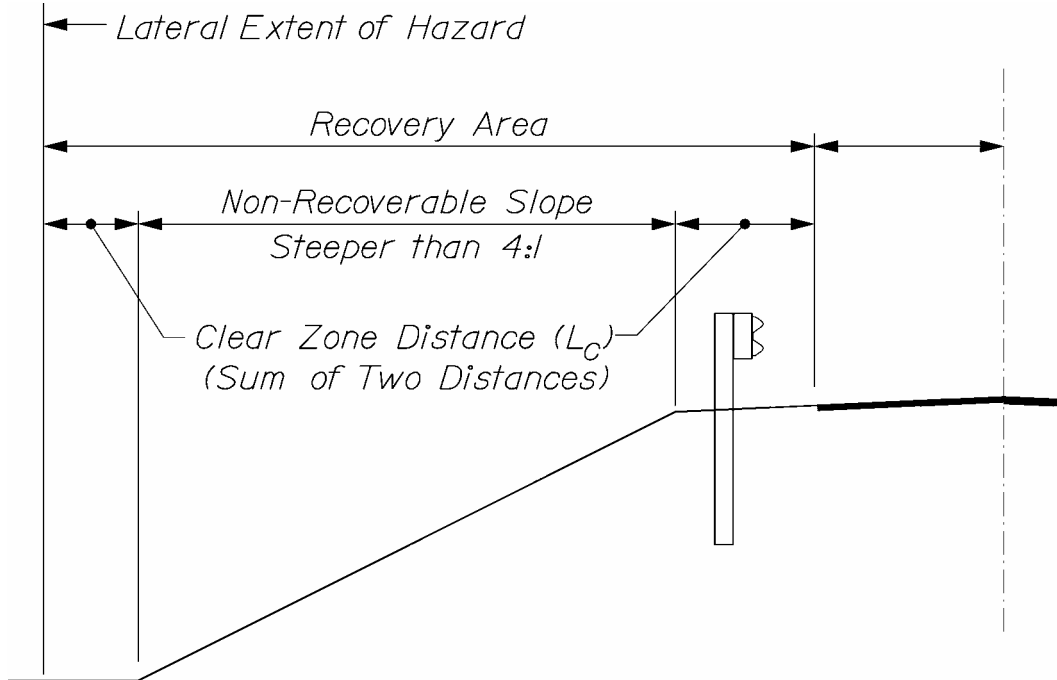 Lateral Extent of Hazard
Recovery Area
Non-Recoverable Slope
Steeper than 4:1
Clear Zone Distance (LC)
(Sum of Two Distances)